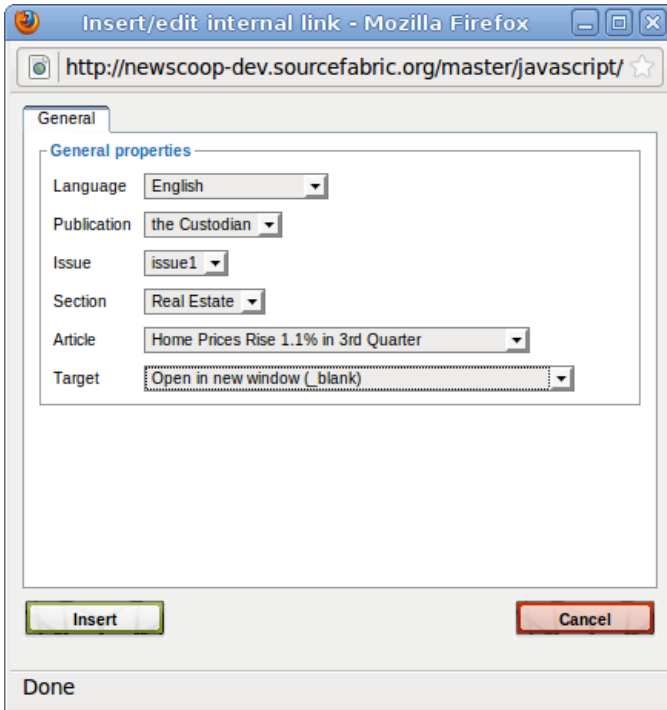 Insert/edit internal link - Mozilla Firefox
http://newscoop-dev.sourcefabric.org/master/javascript/
General
General properties
Language English
Publication the Custodian
Issue issue1
Section Real Estate
Article Home Prices Rise 1.1% in 3rd Quarter
Target Open in new window (_blank)
Insert Cancel
Done